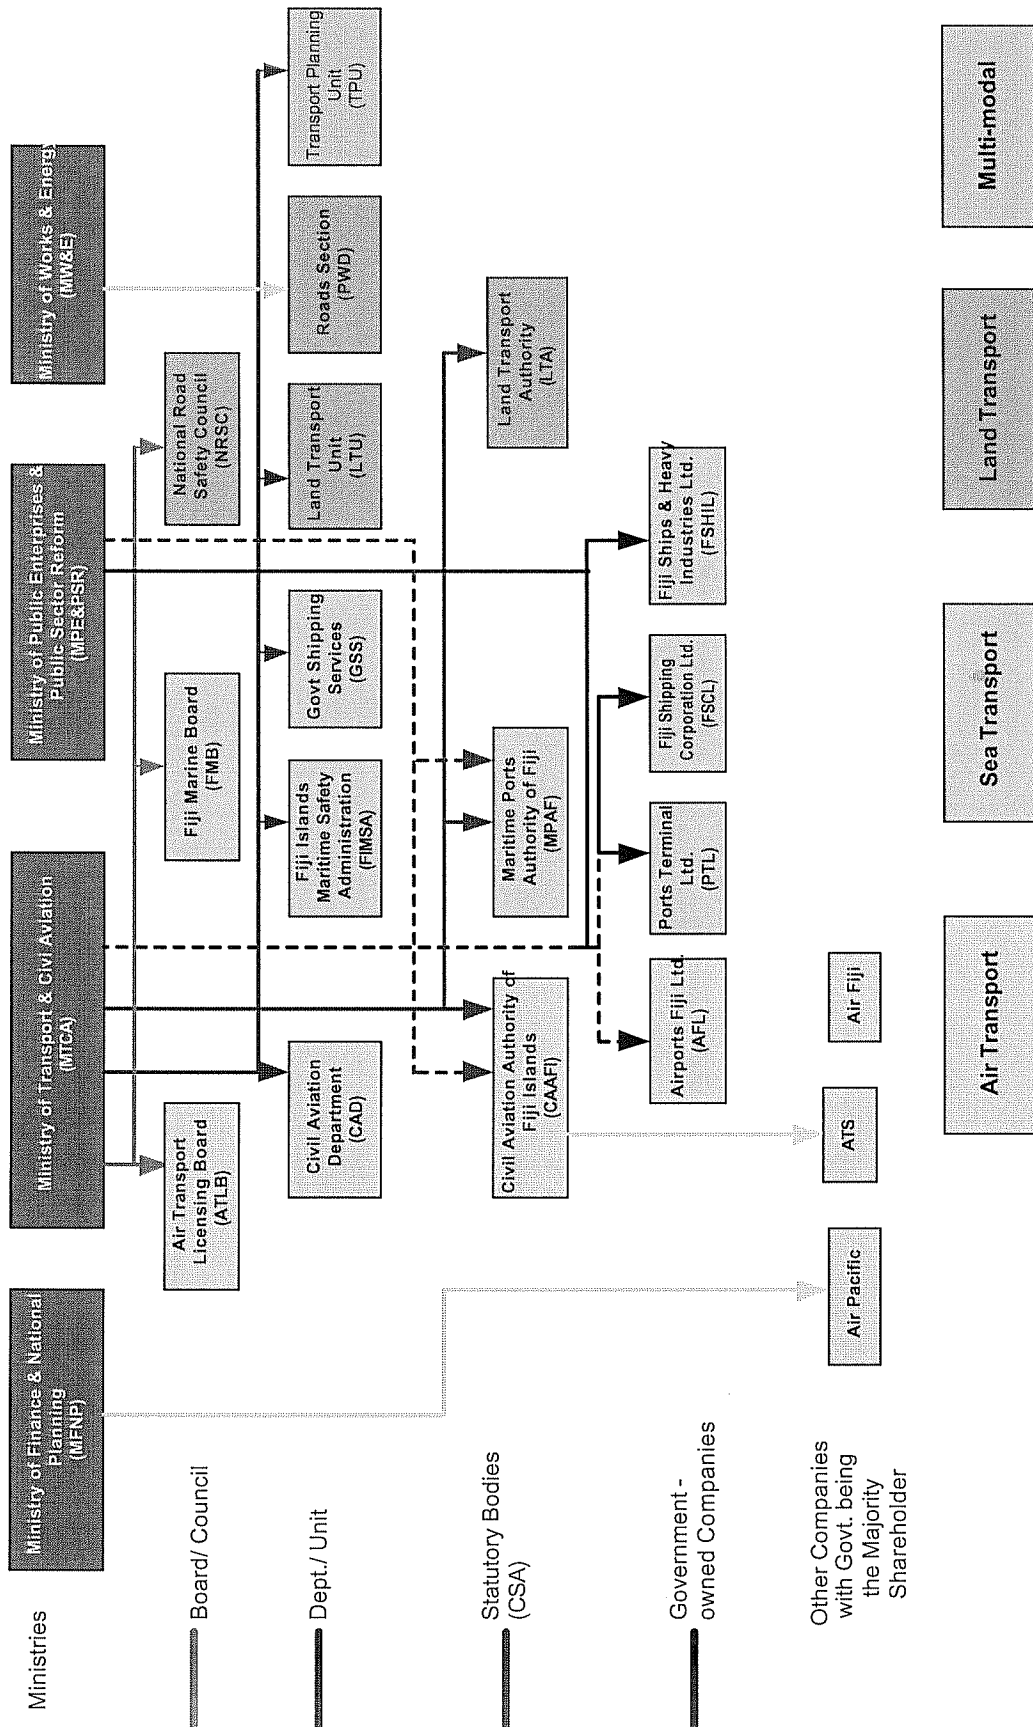 Ministries
Ministry of Finance & National
Planning
(MFNP)
Ministry of Transport & Civi Aviation
(MTCA)
Ministry of Public Enterprises &
Public Sector Reform
(MPE&PSR)
Ministry of Works & Energy
(MW&E)
Board/ Council
Air Transport
Licensing Board
(ATLB)
Fiji Marine Board
(FMB)
National Road
Safety Council
(NRSC)
Dept./ Unit
Civil Aviation
Department
(CAD)
Fiji Islands
Maritime Safety
Administration
(FIMSA)
Govt Shipping
Services
(GSS)
Land Transport
Unit
(LTU)
Roads Section
(PWD)
Transport Planning
Unit
(TPU)
Statutory Bodies
(CSA)
Civil Aviation Authority of
Fiji Islands
(CAAFI)
Maritime Ports
Authority of Fiji
(MPAF)
Land Transport
Authority
(LTA)
Government -
owned Companies
Airports Fiji Ltd.
(AFL)
Ports Terminal
Ltd.
(PTL)
Fiji Shipping
Corporation Ltd.
(FSCL)
Fiji Ships & Heavy
Industries Ltd.
(FSHIL)
Other Companies
with Govt. being
the Majority
Shareholder
Air Pacific
ATS
Air Fiji
Air Transport
Sea Transport
Land Transport
Multi-modal